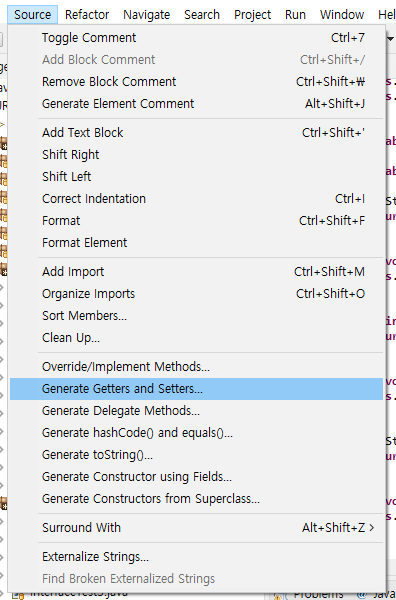 Source Refactor Navigate Search Project Run Window
Toggle Comment Ctrl+7
Add Block Comment Ctrl+Shift+/
Remove Block Comment Ctrl+Shift+₩
Generate Element Comment Alt+Shift+J
Add Text Block Ctrl+Shift+'
Shift Right
Shift Left
Correct Indentation Ctrl+I
Format Ctrl+Shift+F
Format Element
Add Import Ctrl+Shift+M
Organize Imports Ctrl+Shift+O
Sort Members...
Clean Up...
Override/Implement Methods...
Generate Getters and Setters...
Generate Delegate Methods...
Generate hashCode() and equals()...
Generate toString()...
Generate Constructor using Fields...
Generate Constructors from Superclass...
Surround With Alt+Shift+Z >
Externalize Strings...
Find Broken Externalized Strings
Problems @ Java